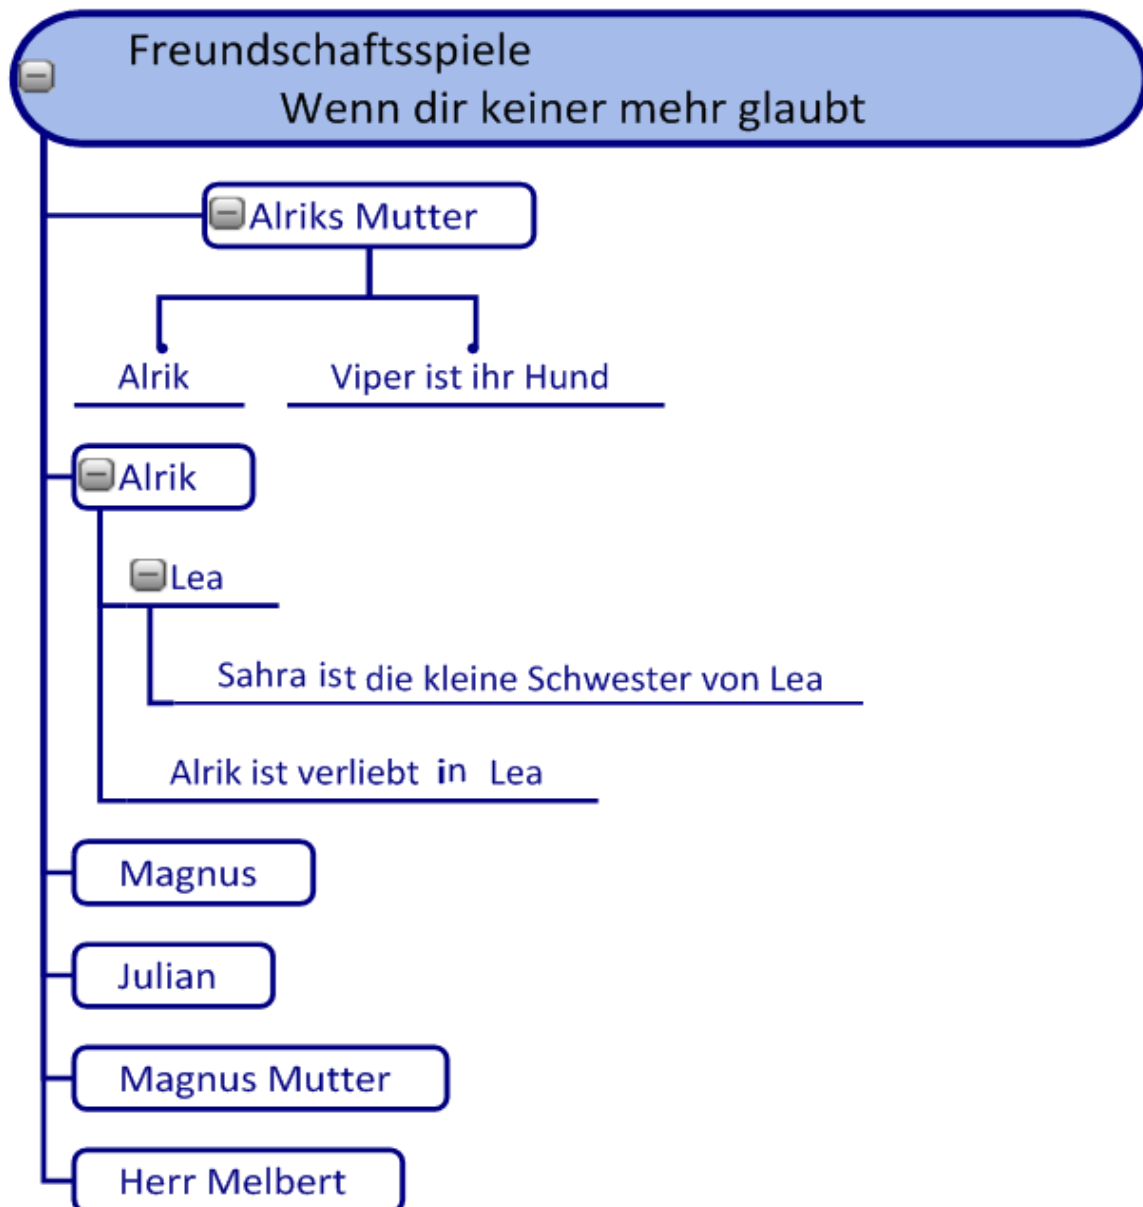 Freundschaftsspiele
Wenn dir keiner mehr glaubt
Alriks Mutter
Alrik
Viper ist ihr Hund
Alrik
Lea
Sahra ist die kleine Schwester von Lea
Alrik ist verliebt in Lea
Magnus
Julian
Magnus Mutter
Herr Melbert